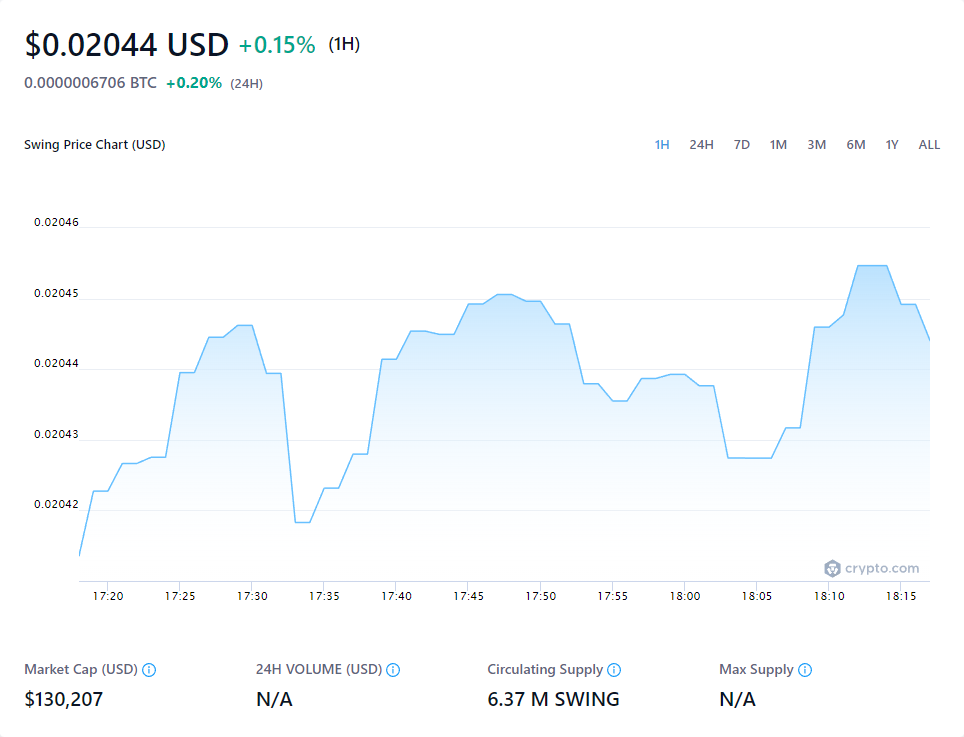 $0.02044 USD +0.15% (1H)
0.0000006706 BTC +0.20% (24H)
Swing Price Chart (USD) 1H 24H 7D 1M 3M 6M 1Y ALL
0.02046
0.02045
0.02044
0.02043
0.02042
crypto.com
17:20 17:25 17:30 17:35 17:40 17:45 17:50 17:55 18:00 18:05 18:10 18:15
Market Cap (USD) 24H VOLUME (USD) Circulating Supply Max Supply
$130,207 N/A 6.37 M SWING N/A